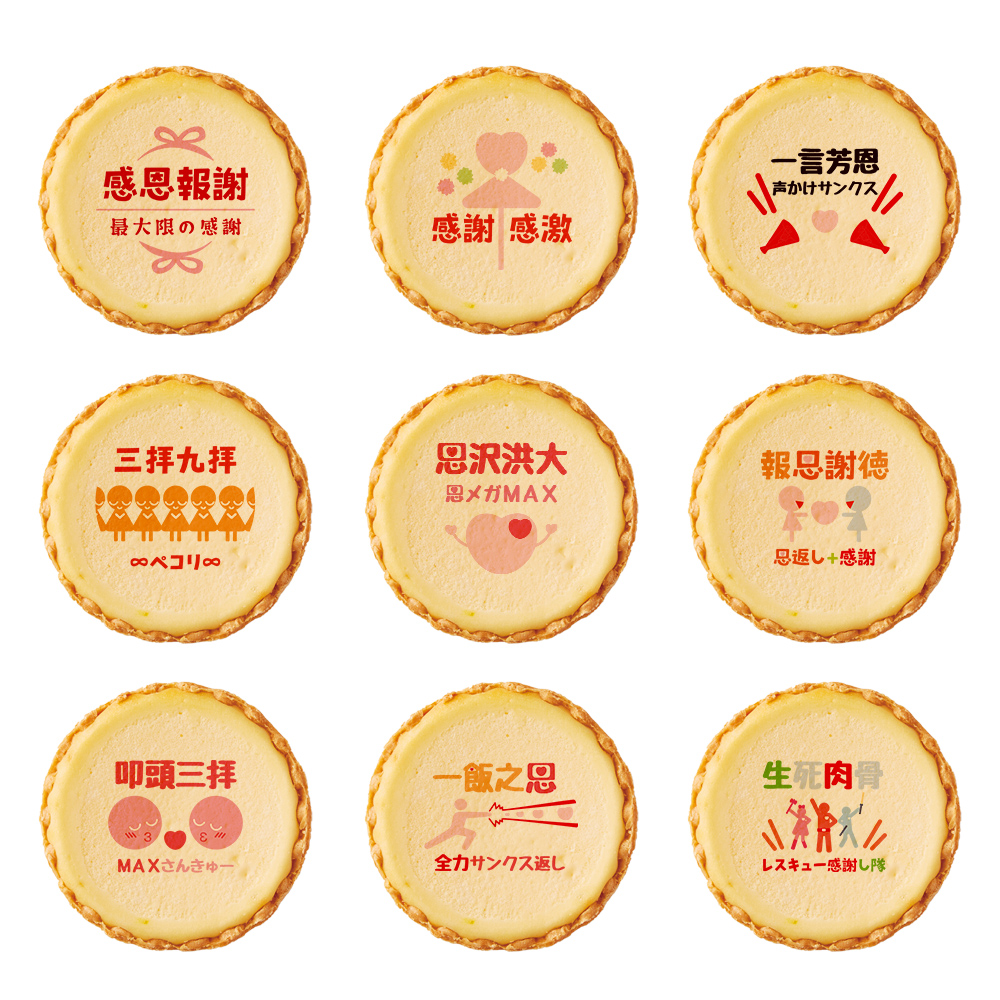 感恩報謝
最大限の感謝
感謝 感激
一言芳恩
声かけサンクス
三拝九拝
∞ペコリ∞
恩沢洪大
恩メガMAX
報恩謝徳
恩返し+感謝
叩頭三拝
MAXさんきゅー
一飯之恩
全力サンクス返し
生死肉骨
レスキュー感謝し隊